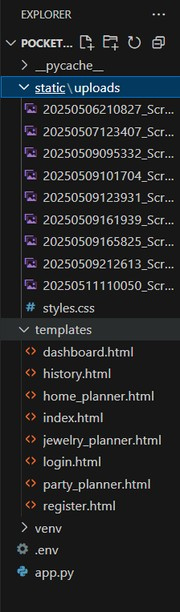 EXPLORER
POCKET...
__pycache__
static\uploads
20250506210827_Scr...
20250507123407_Scr...
20250509095332_Scr...
20250509101704_Scr...
20250509123931_Scr...
20250509161939_Scr...
20250509165825_Scr...
20250509212613_Scr...
20250511110050_Scr...
styles.css
templates
dashboard.html
history.html
home_planner.html
index.html
jewelry_planner.html
login.html
party_planner.html
register.html
venv
.env
app.py